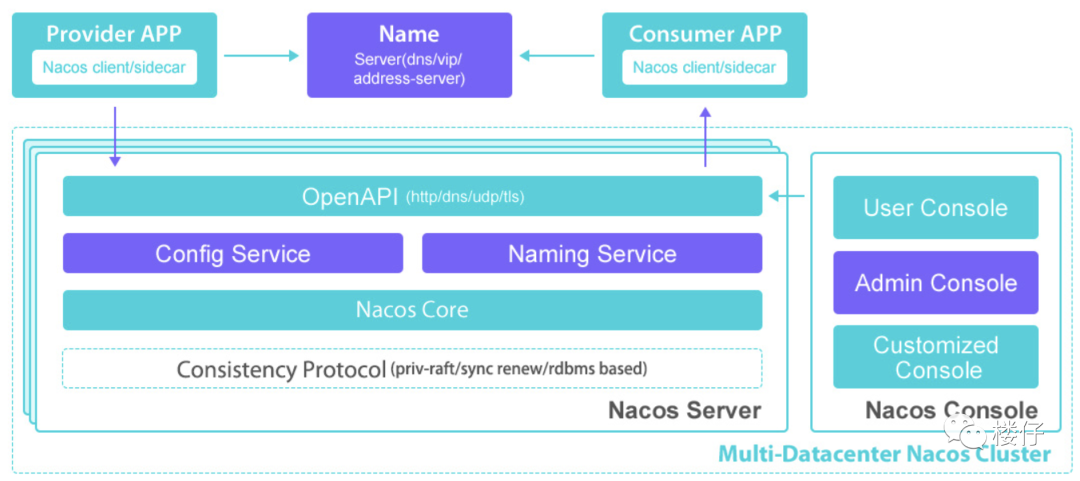 Provider APP
Nacos client/sidecar
Name
Server(dns/vip/
address-server)
Consumer APP
Nacos client/sidecar
OpenAPI (http/dns/udp/tls)
Config Service
Naming Service
Nacos Core
Consistency Protocol (priv-raft/sync renew/rdbms based)
Nacos Server
User Console
Admin Console
Customized
Console
Nacos Console
楼仔
Multi-Datacenter Nacos Cluster